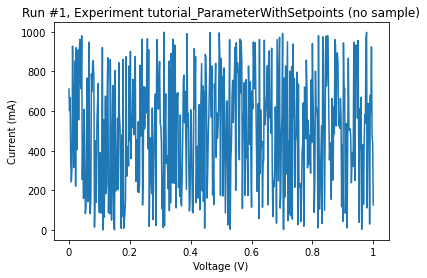 Run #1, Experiment tutorial_ParameterWithSetpoints (no sample)
1000
800
600
400
200
0
Current (mA)
0.0 0.2 0.4 0.6 0.8 1.0
Voltage (V)